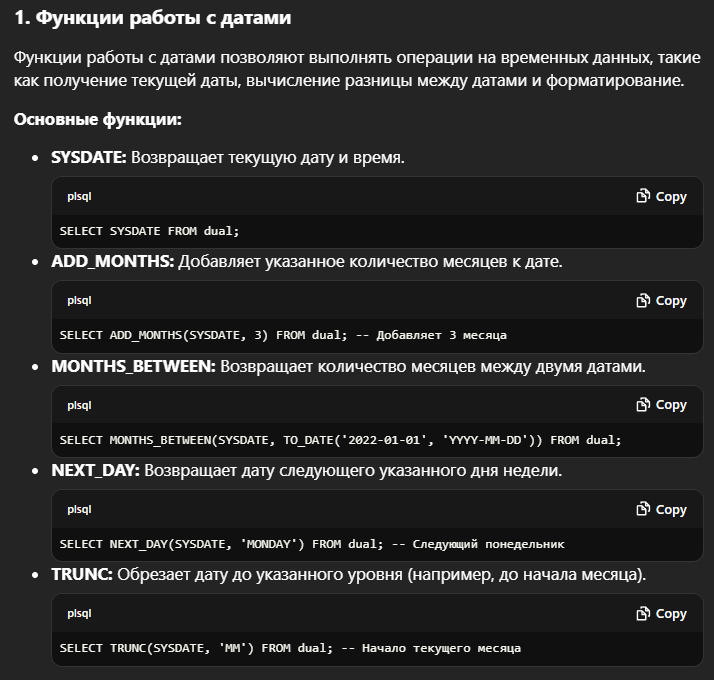 1. Функции работы с датами
Функции работы с датами позволяют выполнять операции на временных данных, такие
как получение текущей даты, вычисление разницы между датами и форматирование.
Основные функции:
• SYSDATE: Возвращает текущую дату и время.
plsql Copy
SELECT SYSDATE FROM dual;
• ADD_MONTHS: Добавляет указанное количество месяцев к дате.
plsql Copy
SELECT ADD_MONTHS(SYSDATE, 3) FROM dual; -- Добавляет 3 месяца
• MONTHS_BETWEEN: Возвращает количество месяцев между двумя датами.
plsql Copy
SELECT MONTHS_BETWEEN(SYSDATE, TO_DATE('2022-01-01', 'YYYY-MM-DD')) FROM dual;
• NEXT_DAY: Возвращает дату следующего указанного дня недели.
plsql Copy
SELECT NEXT_DAY(SYSDATE, 'MONDAY') FROM dual; -- Следующий понедельник
• TRUNC: Обрезает дату до указанного уровня (например, до начала месяца).
plsql Copy
SELECT TRUNC(SYSDATE, 'MM') FROM dual; -- Начало текущего месяца